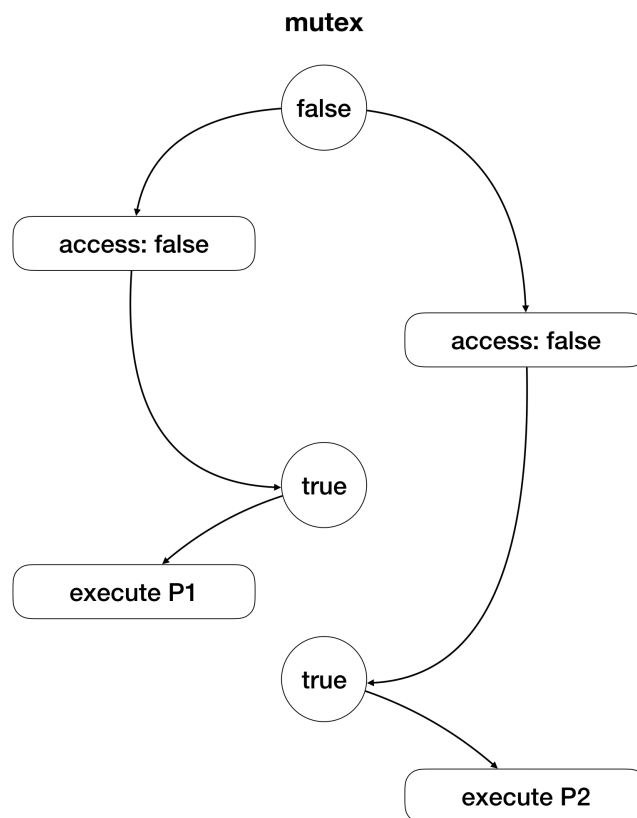 mutex
false
access: false
access: false
true
execute P1
true
execute P2